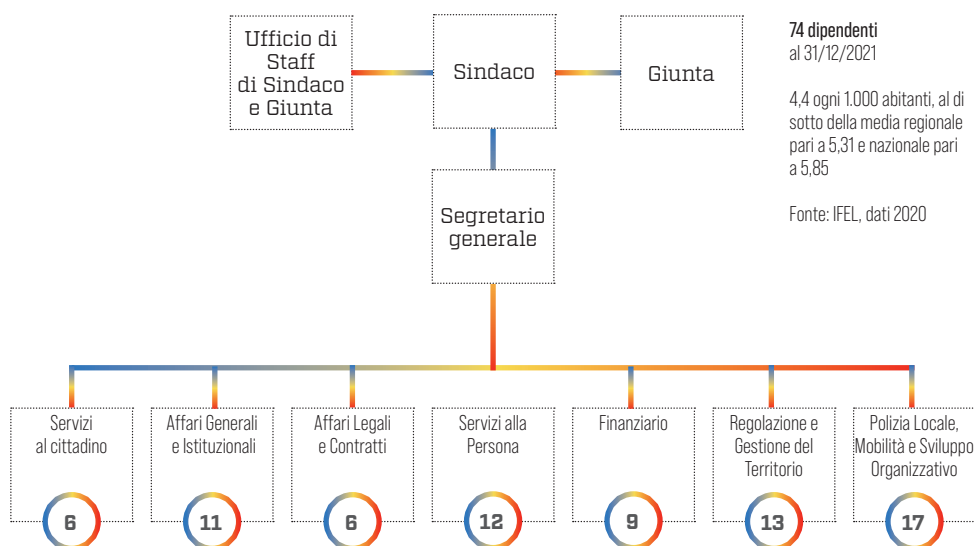 Ufficio di
Staff
di Sindaco
e Giunta
Sindaco
Giunta
74 dipendenti
al 31/12/2021
4,4 ogni 1.000 abitanti, al di
sotto della media regionale
pari a 5,31 e nazionale pari
a 5,85
Fonte: IFEL, dati 2020
Segretario
generale
Servizi
al cittadino
6
Affari Generali
e Istituzionali
11
Affari Legali
e Contratti
6
Servizi alla
Persona
12
Finanziario
9
Regolazione e
Gestione del
Territorio
13
Polizia Locale,
Mobilità e Sviluppo
Organizzativo
17